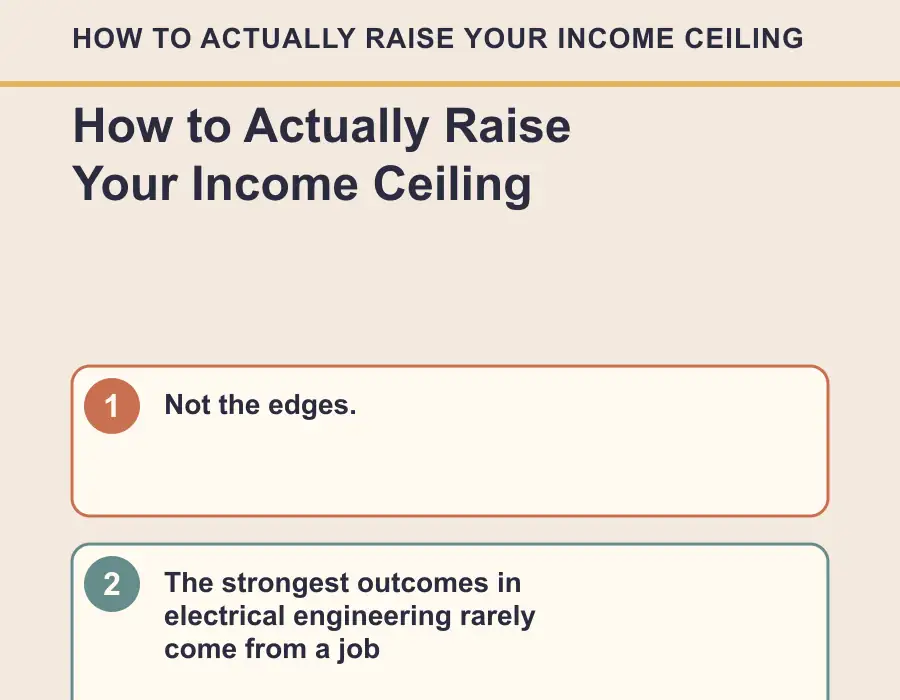 HOW TO ACTUALLY RAISE YOUR INCOME CEILING
How to Actually Raise
Your Income Ceiling
1
Not the edges.
2
The strongest outcomes in
electrical engineering rarely
come from a job